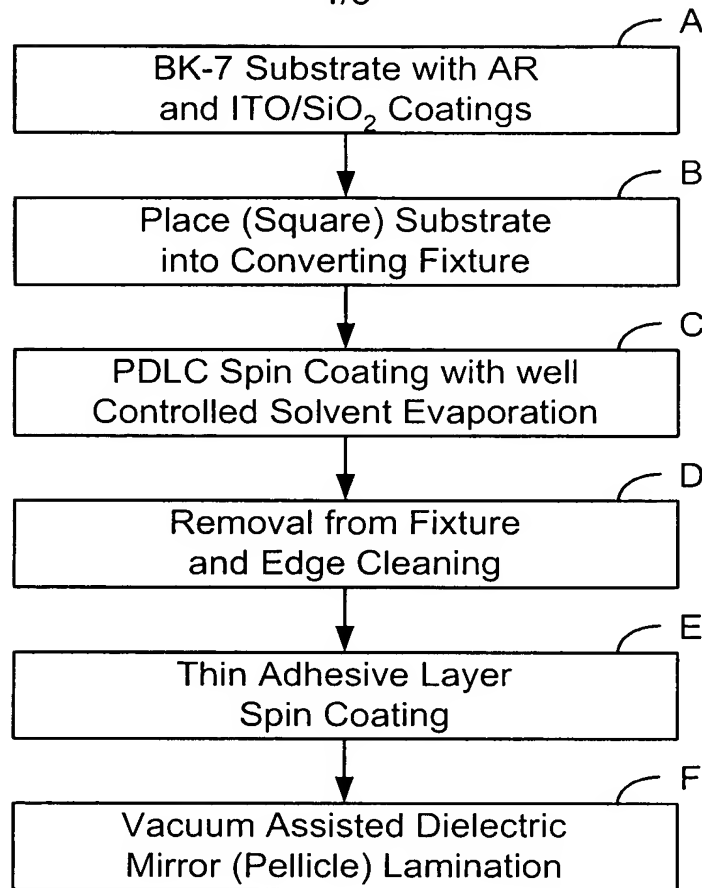 A
BK-7 Substrate with AR
and ITO/SiO₂ Coatings
B
Place (Square) Substrate
into Converting Fixture
C
PDLC Spin Coating with well
Controlled Solvent Evaporation
D
Removal from Fixture
and Edge Cleaning
E
Thin Adhesive Layer
Spin Coating
F
Vacuum Assisted Dielectric
Mirror (Pellicle) Lamination